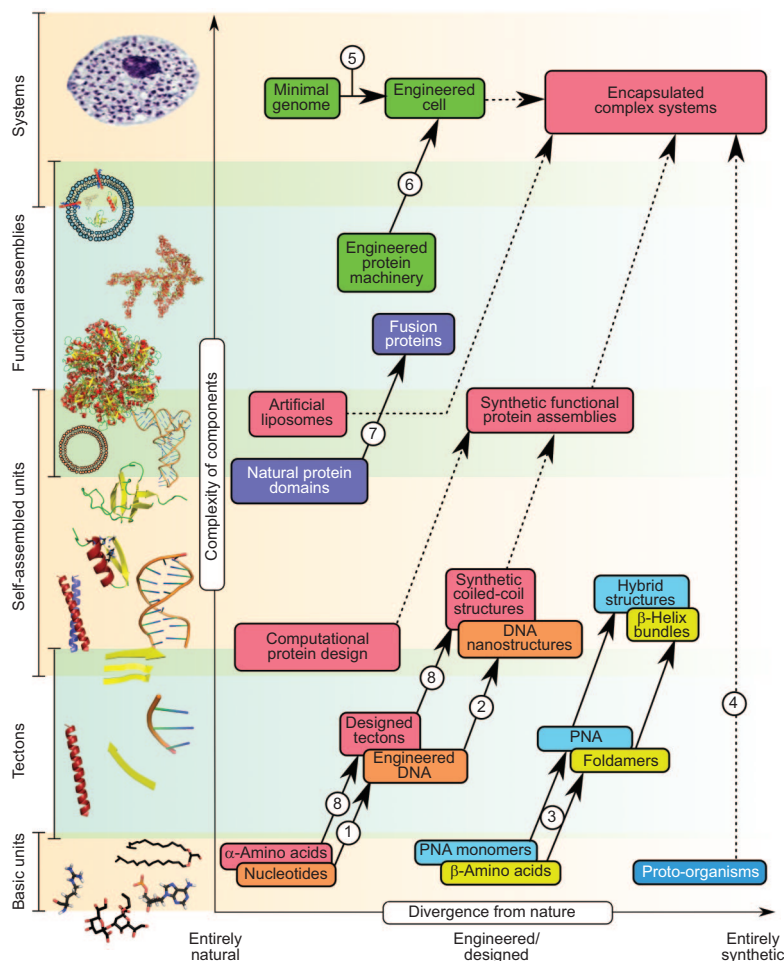 Systems
Functional assemblies
Self-assembled units
Tectons
Basic units
Complexity of components
5
Minimal
genome
Engineered
cell
Encapsulated
complex systems
6
Engineered
protein
machinery
Fusion
proteins
Artificial
liposomes
Synthetic functional
protein assemblies
7
Natural protein
domains
Synthetic
coiled-coil
structures
DNA
nanostructures
Hybrid
structures
β-Helix
bundles
Computational
protein design
8
2
4
Designed
tectons
Engineered
DNA
PNA
Foldamers
8
1
3
α-Amino acids
Nucleotides
PNA monomers
β-Amino acids
Proto-organisms
Divergence from nature
Entirely
natural
Engineered/
designed
Entirely
synthetic